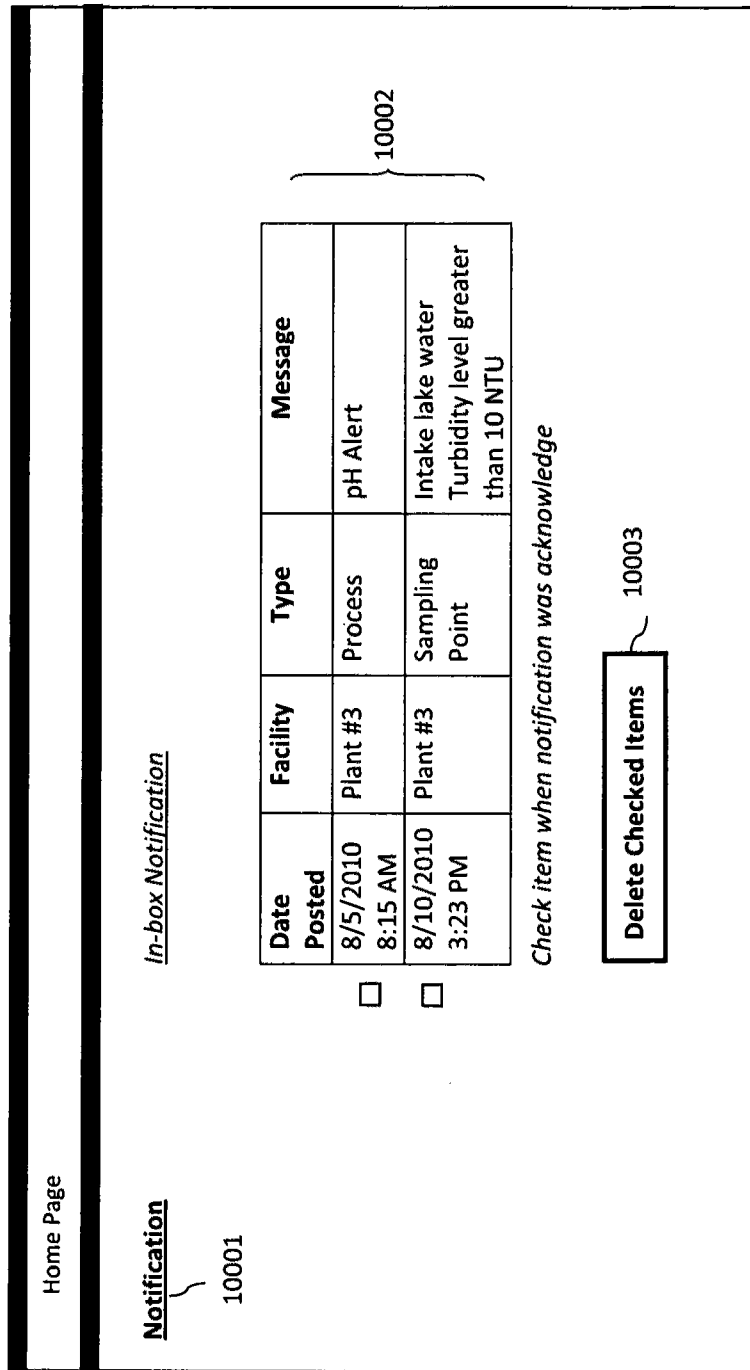 Home Page
Notification
10001
In-box Notification
Date Posted Facility Type Message
8/5/2010 8:15 AM Plant #3 Process pH Alert
8/10/2010 3:23 PM Plant #3 Sampling Point Intake lake water Turbidity level greater than 10 NTU
10002
Check item when notification was acknowledge
Delete Checked Items
10003